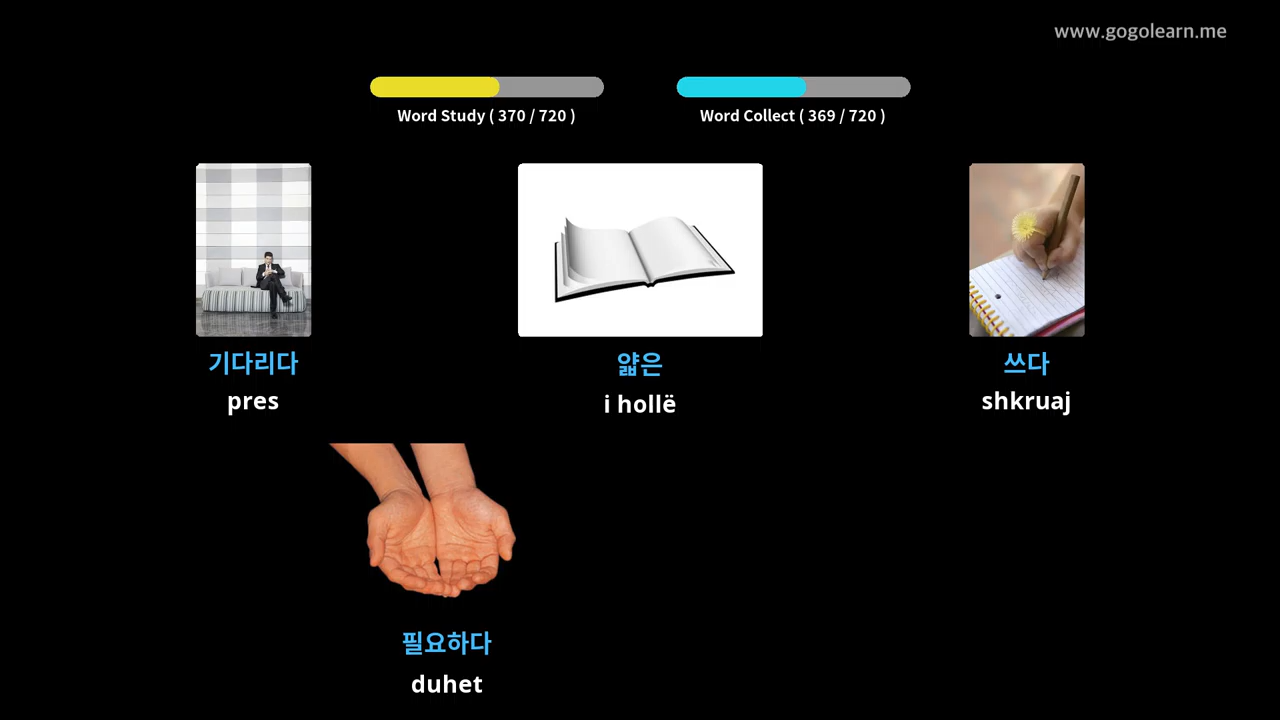 www.gogolearn.me
Word Study ( 370 / 720 )
Word Collect ( 369 / 720 )
기다리다
pres
얇은
i hollë
쓰다
shkruaj
필요하다
duhet